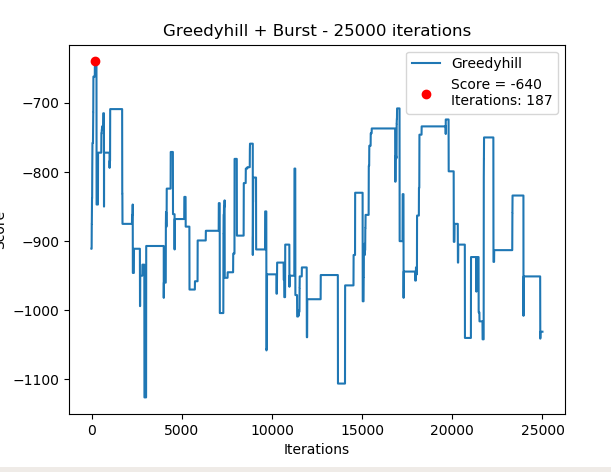 Greedyhill + Burst - 25000 iterations
Greedyhill
Score = -640
Iterations: 187
Score
−700
−800
−900
−1000
−1100
0 5000 10000 15000 20000 25000
Iterations